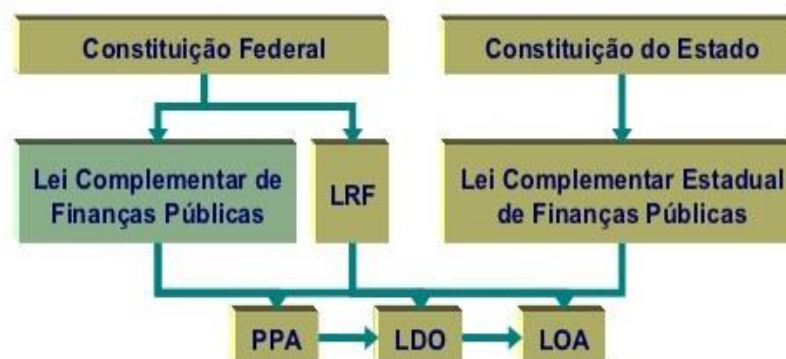 Constituição Federal
Constituição do Estado
Lei Complementar de
Finanças Públicas
LRF
Lei Complementar Estadual
de Finanças Públicas
PPA
LDO
LOA